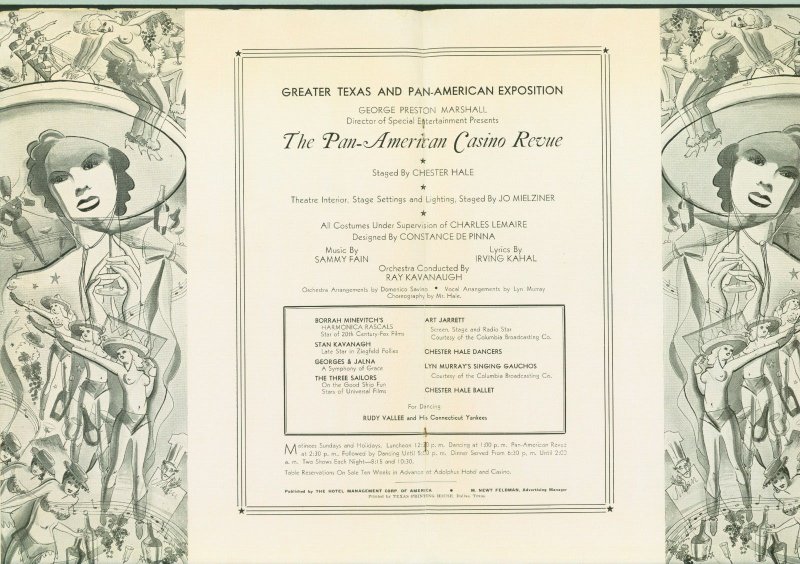 GREATER TEXAS AND PAN-AMERICAN EXPOSITION
GEORGE PRESTON MARSHALL
Director of Special Entertainment Presents
The Pan-American Casino Revue
Staged By CHESTER HALE
Theatre Interior, Stage Settings and Lighting, Staged By JO MIELZINER
All Costumes Under Supervision of CHARLES LEMAIRE
Designed By CONSTANCE DE PINNA
Music By
SAMMY FAIN
Lyrics By
IRVING KAHAL
Orchestra Conducted By
RAY KAVANAUGH
Orchestra Arrangements by Domenico Savino • Vocal Arrangements by Lyn Murray
Choreography by Mr. Hale.
BORRAH MINEVITCH'S
HARMONICA RASCALS
Star of 20th Century-Fox Films
STAN KAVANAGH
Late Star in Ziegfeld Follies
GEORGES & JALNA
A Symphony of Grace
THE THREE SAILORS
On the Good Ship Fun
Stars of Universal Films
ART JARRETT
Screen, Stage and Radio Star
Courtesy of the Columbia Broadcasting Co.
CHESTER HALE DANCERS
LYN MURRAY'S SINGING GAUCHOS
Courtesy of the Columbia Broadcasting Co.
CHESTER HALE BALLET
For Dancing
RUDY VALLEE and His Connecticut Yankees
Matinees Sundays and Holidays. Luncheon 12:30 p. m. Dancing at 1:00 p. m. Pan-American Revue
at 2:30 p. m. Followed by Dancing Until 5:00 p. m. Dinner Served From 6:30 p. m. Until 2:00
a. m. Two Shows Each Night—8:15 and 10:30.
Table Reservations On Sale Ten Weeks in Advance at Adolphus Hotel and Casino.
Published by THE HOTEL MANAGEMENT CORP. OF AMERICA • M. NEWT FELDMAN, Advertising Manager
Printed by TEXAS PRINTING HOUSE, Dallas, Texas